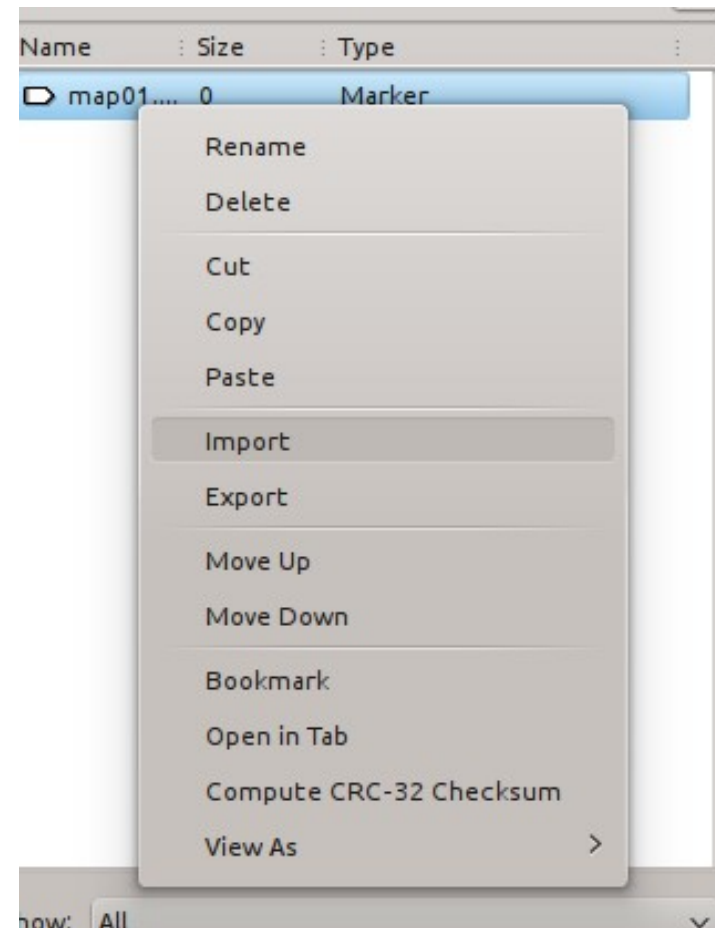 Name Size Type
map01.... 0 Marker
Rename
Delete
Cut
Copy
Paste
Import
Export
Move Up
Move Down
Bookmark
Open in Tab
Compute CRC-32 Checksum
View As
how: All